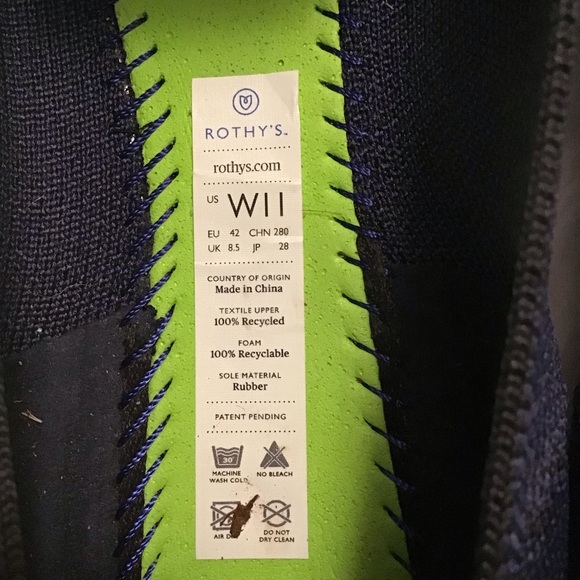 ROTHY'S™
rothys.com
US W11
EU 42 CHN 280
UK 8.5 JP 28
COUNTRY OF ORIGIN
Made in China
TEXTILE UPPER
100% Recycled
FOAM
100% Recyclable
SOLE MATERIAL
Rubber
PATENT PENDING
30°
MACHINE
WASH COLD
NO BLEACH
AIR
DO NOT
DRY CLEAN